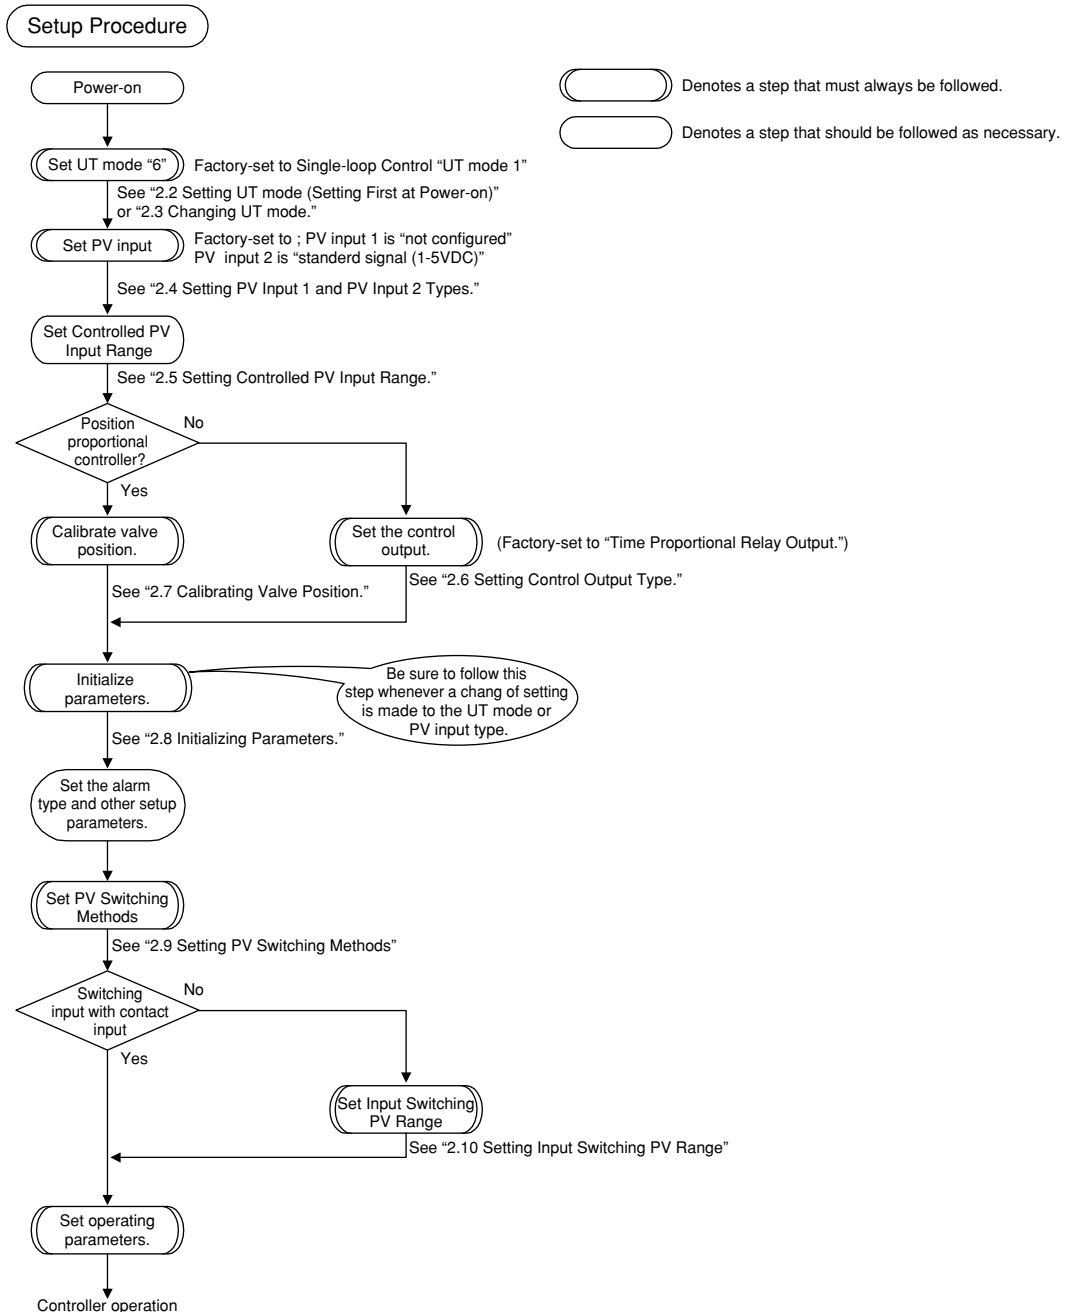 Setup Procedure
Power-on
Denotes a step that must always be followed.
Denotes a step that should be followed as necessary.
Set UT mode “6”
Factory-set to Single-loop Control “UT mode 1”
See “2.2 Setting UT mode (Setting First at Power-on)”
or “2.3 Changing UT mode.”
Set PV input
Factory-set to ; PV input 1 is “not configured”
PV input 2 is “standerd signal (1-5VDC)”
See “2.4 Setting PV Input 1 and PV Input 2 Types.”
Set Controlled PV
Input Range
See “2.5 Setting Controlled PV Input Range.”
Position
proportional
controller?
No
Yes
Calibrate valve
position.
Set the control
output.
(Factory-set to “Time Proportional Relay Output.”)
See “2.7 Calibrating Valve Position.”
See “2.6 Setting Control Output Type.”
Initialize
parameters.
Be sure to follow this
step whenever a chang of setting
is made to the UT mode or
PV input type.
See “2.8 Initializing Parameters.”
Set the alarm
type and other setup
parameters.
Set PV Switching
Methods
See “2.9 Setting PV Switching Methods”
Switching
input with contact
input
No
Yes
Set Input Switching
PV Range
See “2.10 Setting Input Switching PV Range”
Set operating
parameters.
Controller operation